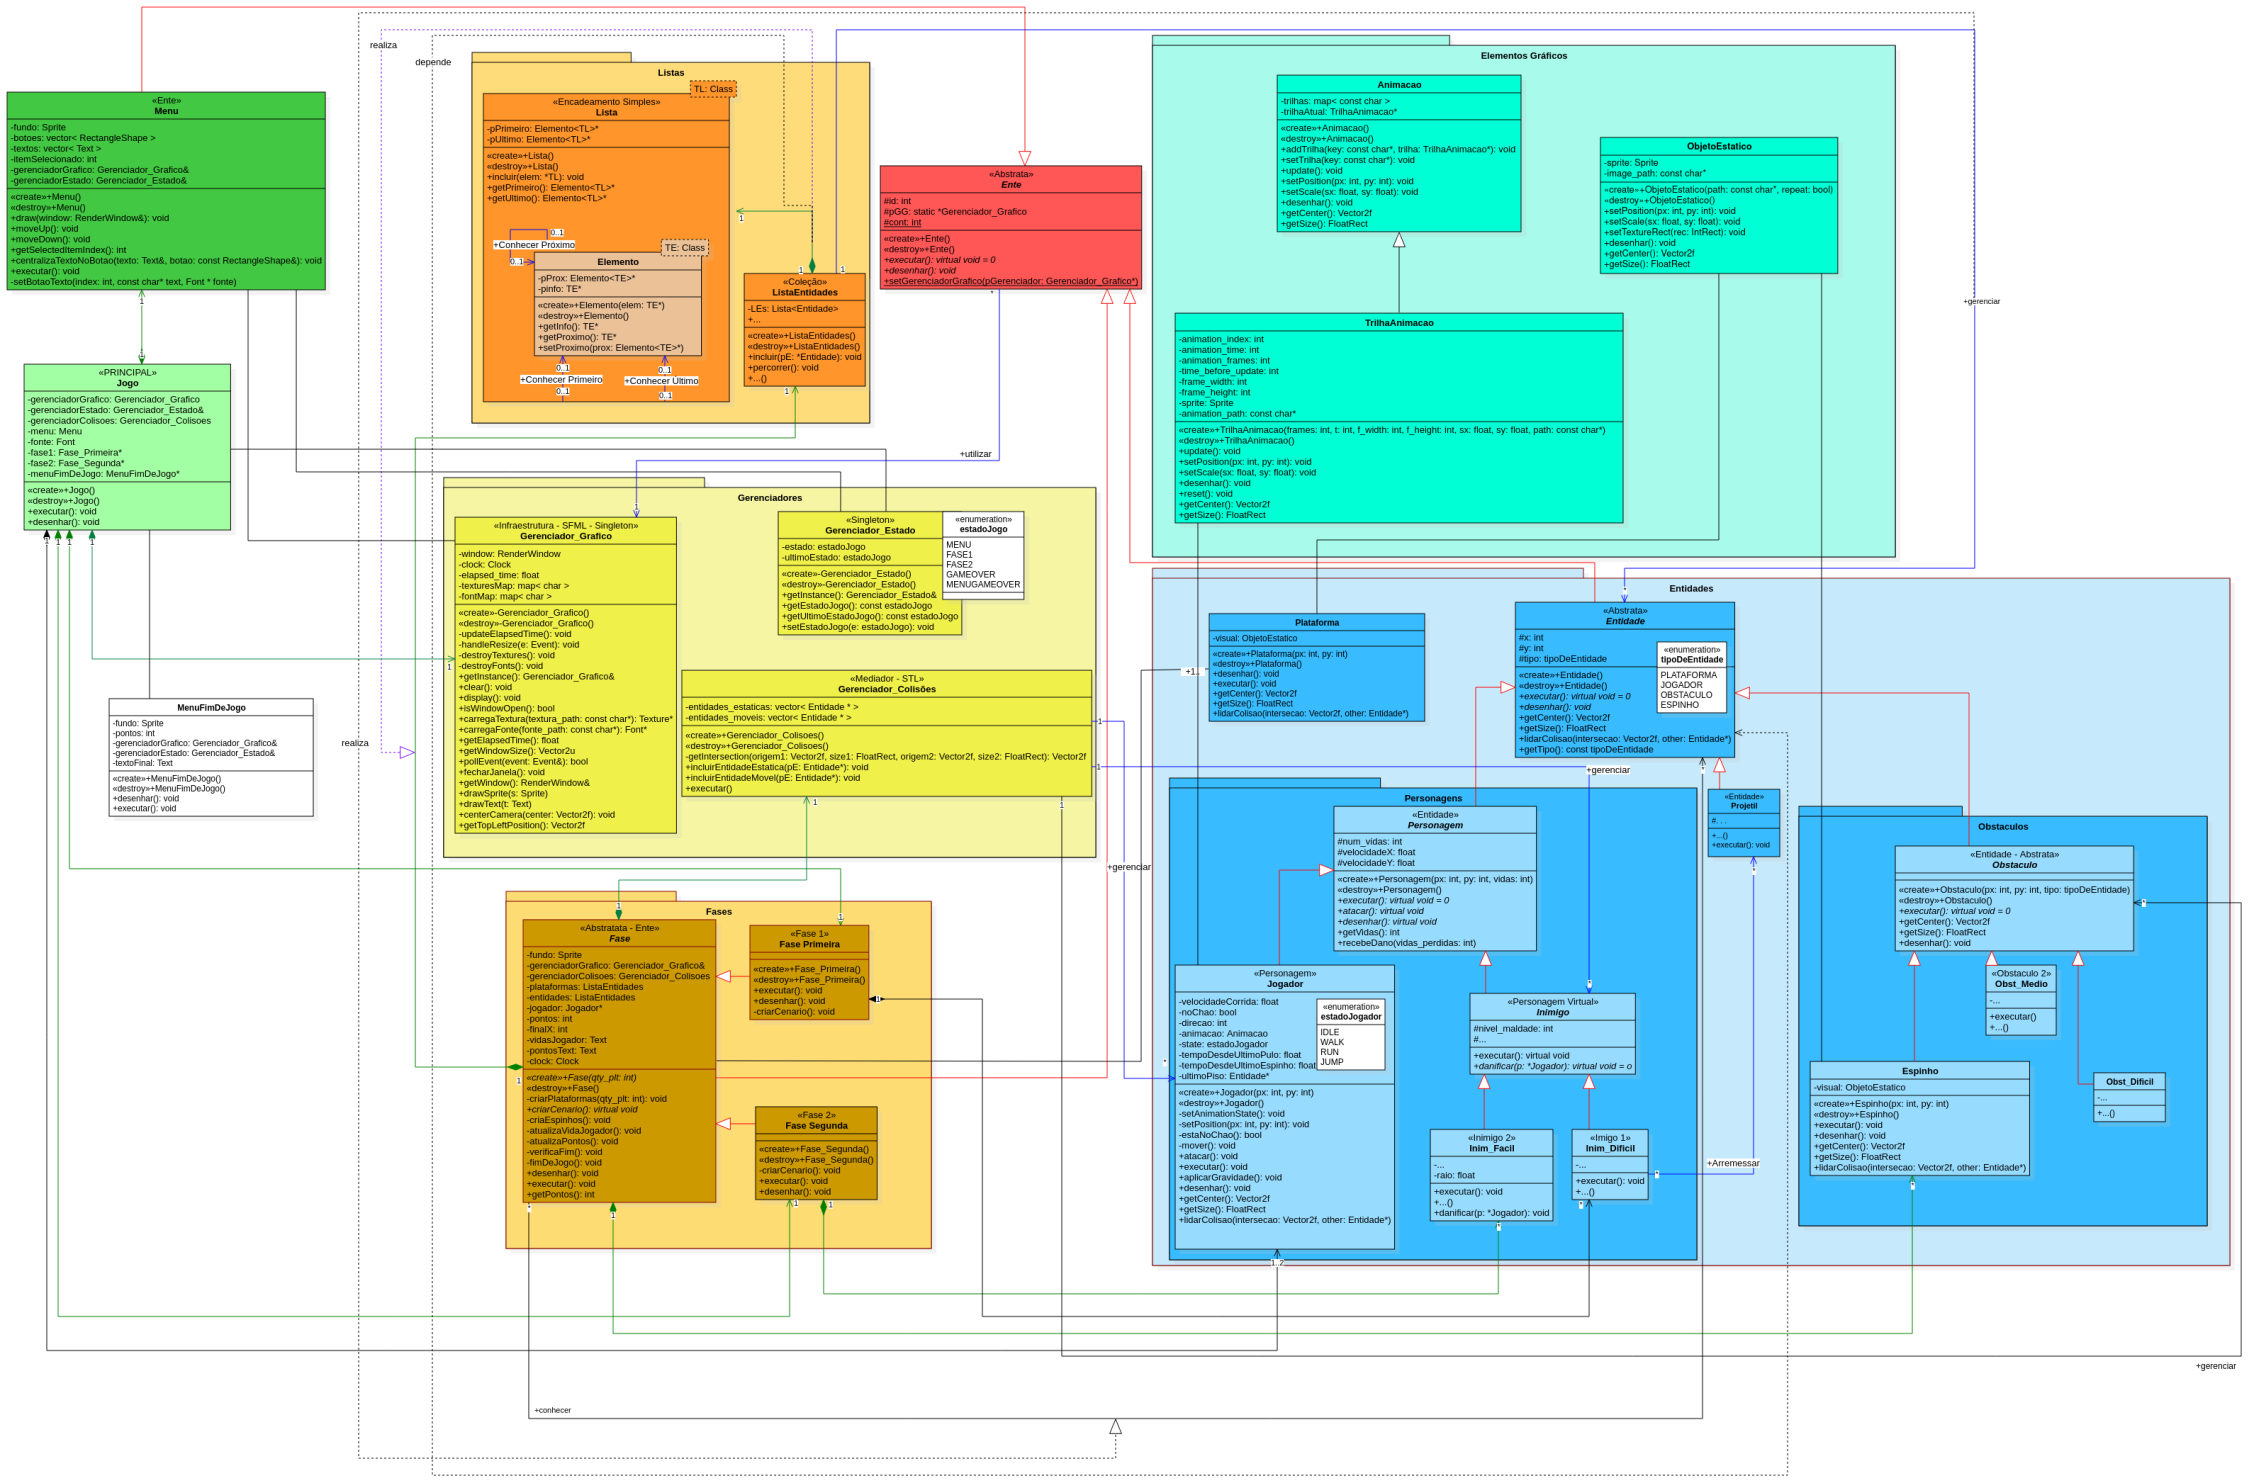 realiza
depende
«Ente»
Menu
-fundo: Sprite
-botoes: vector< RectangleShape >
-textos: vector< Text >
-itemSelecionado: int
-gerenciadorGrafico: Gerenciador_Grafico&
-gerenciadorEstado: Gerenciador_Estado&
«create»+Menu()
«destroy»+Menu()
+draw(window: RenderWindow&): void
+moveUp(): void
+moveDown(): void
+getSelectedItemIndex(): int
+centralizaTextoNoBotao(texto: Text&, botao: const RectangleShape&): void
+executar(): void
-setBotaoTexto(index: int, const char* text, Font * fonte)
1
1
«PRINCIPAL»
Jogo
-gerenciadorGrafico: Gerenciador_Grafico
-gerenciadorEstado: Gerenciador_Estado&
-gerenciadorColisoes: Gerenciador_Colisoes
-menu: Menu
-fonte: Font
-fase1: Fase_Primeira*
-fase2: Fase_Segunda*
-menuFimDeJogo: MenuFimDeJogo*
«create»+Jogo()
«destroy»+Jogo()
+executar(): void
+desenhar(): void
1
1
1
1
MenuFimDeJogo
-fundo: Sprite
-pontos: int
-gerenciadorGrafico: Gerenciador_Grafico&
-gerenciadorEstado: Gerenciador_Estado&
-textoFinal: Text
«create»+MenuFimDeJogo()
«destroy»+MenuFimDeJogo()
+desenhar(): void
+executar(): void
Listas
TL: Class
«Encadeamento Simples»
Lista
-pPrimeiro: Elemento<TL>*
-pUltimo: Elemento<TL>*
«create»+Lista()
«destroy»+Lista()
+incluir(elem: *TL): void
+getPrimeiro(): Elemento<TL>*
+getUltimo(): Elemento<TL>*
1
0..1
+Conhecer Próximo
0..1
TE: Class
Elemento
-pProx: Elemento<TE>*
-pinfo: TE*
«create»+Elemento(elem: TE*)
«destroy»+Elemento()
+getInfo(): TE*
+getProximo(): TE*
+setProximo(prox: Elemento<TE>*)
0..1
0..1
+Conhecer Primeiro
+Conhecer Último
0..1
0..1
1
1
«Coleção»
ListaEntidades
-LEs: Lista<Entidade>
+...
«create»+ListaEntidades()
«destroy»+ListaEntidades()
+incluir(pE: *Entidade): void
+percorrer(): void
+...()
1
«Abstrata»
Ente
#id: int
#pGG: static *Gerenciador_Grafico
#cont: int
«create»+Ente()
«destroy»+Ente()
+executar(): virtual void = 0
+desenhar(): void
+setGerenciadorGrafico(pGerenciador: Gerenciador_Grafico*)
*
+utilizar
Elementos Gráficos
Animacao
-trilhas: map< const char >
-trilhaAtual: TrilhaAnimacao*
«create»+Animacao()
«destroy»+Animacao()
+addTrilha(key: const char*, trilha: TrilhaAnimacao*): void
+setTrilha(key: const char*): void
+update(): void
+setPosition(px: int, py: int): void
+setScale(sx: float, sy: float): void
+desenhar(): void
+getCenter(): Vector2f
+getSize(): FloatRect
ObjetoEstatico
-sprite: Sprite
-image_path: const char*
«create»+ObjetoEstatico(path: const char*, repeat: bool)
«destroy»+ObjetoEstatico()
+setPosition(px: int, py: int): void
+setScale(sx: float, sy: float): void
+setTextureRect(rec: IntRect): void
+desenhar(): void
+getCenter(): Vector2f
+getSize(): FloatRect
TrilhaAnimacao
-animation_index: int
-animation_time: int
-animation_frames: int
-time_before_update: int
-frame_width: int
-frame_height: int
-sprite: Sprite
-animation_path: const char*
«create»+TrilhaAnimacao(frames: int, t: int, f_width: int, f_height: int, sx: float, sy: float, path: const char*)
«destroy»+TrilhaAnimacao()
+update(): void
+setPosition(px: int, py: int): void
+setScale(sx: float, sy: float): void
+desenhar(): void
+reset(): void
+getCenter(): Vector2f
+getSize(): FloatRect
+gerenciar
Gerenciadores
1
1
«Infraestrutura - SFML - Singleton»
Gerenciador_Grafico
-window: RenderWindow
-clock: Clock
-elapsed_time: float
-texturesMap: map< char >
-fontMap: map< char >
«create»-Gerenciador_Grafico()
«destroy»-Gerenciador_Grafico()
-updateElapsedTime(): void
-handleResize(e: Event): void
-destroyTextures(): void
-destroyFonts(): void
+getInstance(): Gerenciador_Grafico&
+clear(): void
+display(): void
+isWindowOpen(): bool
+carregaTextura(textura_path: const char*): Texture*
+carregaFonte(fonte_path: const char*): Font*
+getElapsedTime(): float
+getWindowSize(): Vector2u
+pollEvent(event: Event&): bool
+fecharJanela(): void
+getWindow(): RenderWindow&
+drawSprite(s: Sprite)
+drawText(t: Text)
+centerCamera(center: Vector2f): void
+getTopLeftPosition(): Vector2f
«Singleton»
Gerenciador_Estado
-estado: estadoJogo
-ultimoEstado: estadoJogo
«create»-Gerenciador_Estado()
«destroy»-Gerenciador_Estado()
+getInstance(): Gerenciador_Estado&
+getEstadoJogo(): const estadoJogo
+getUltimoEstadoJogo(): const estadoJogo
+setEstadoJogo(e: estadoJogo): void
«enumeration»
estadoJogo
MENU
FASE1
FASE2
GAMEOVER
MENUGAMEOVER
«Mediador - STL»
Gerenciador_Colisões
-entidades_estaticas: vector< Entidade * >
-entidades_moveis: vector< Entidade * >
«create»+Gerenciador_Colisoes()
«destroy»+Gerenciador_Colisoes()
-getIntersection(origem1: Vector2f, size1: FloatRect, origem2: Vector2f, size2: FloatRect): Vector2f
+incluirEntidadeEstatica(pE: Entidade*): void
+incluirEntidadeMovel(pE: Entidade*): void
+executar()
1
1
1
1
realiza
+gerenciar
+gerenciar
Fases
1
1
«Abstratata - Ente»
Fase
-fundo: Sprite
-gerenciadorGrafico: Gerenciador_Grafico&
-gerenciadorColisoes: Gerenciador_Colisoes
-plataformas: ListaEntidades
-entidades: ListaEntidades
-jogador: Jogador*
-pontos: int
-finalX: int
-vidasJogador: Text
-pontosText: Text
-clock: Clock
«create»+Fase(qty_plt: int)
«destroy»+Fase()
-criarPlataformas(qty_plt: int): void
+criarCenario(): virtual void
-criaEspinhos(): void
-atualizaVidaJogador(): void
-atualizaPontos(): void
-verificaFim(): void
-fimDeJogo(): void
+desenhar(): void
+executar(): void
+getPontos(): int
1
*
1
«Fase 1»
Fase Primeira
«create»+Fase_Primeira()
«destroy»+Fase_Primeira()
+executar(): void
+desenhar(): void
-criarCenario(): void
1
«Fase 2»
Fase Segunda
«create»+Fase_Segunda()
«destroy»+Fase_Segunda()
-criarCenario(): void
+executar(): void
+desenhar(): void
1
1
+conhecer
Entidades
Plataforma
-visual: ObjetoEstatico
«create»+Plataforma(px: int, py: int)
«destroy»+Plataforma()
+desenhar(): void
+executar(): void
+getCenter(): Vector2f
+getSize(): FloatRect
+lidarColisao(intersecao: Vector2f, other: Entidade*)
+1..
*
«Abstrata»
Entidade
#x: int
#y: int
#tipo: tipoDeEntidade
«create»+Entidade()
«destroy»+Entidade()
+executar(): virtual void = 0
+desenhar(): void
+getCenter(): Vector2f
+getSize(): FloatRect
+lidarColisao(intersecao: Vector2f, other: Entidade*)
+getTipo(): const tipoDeEntidade
«enumeration»
tipoDeEntidade
PLATAFORMA
JOGADOR
OBSTACULO
ESPINHO
*
«Entidade»
Projetil
#. . .
+...()
+executar(): void
*
Personagens
«Entidade»
Personagem
#num_vidas: int
#velocidadeX: float
#velocidadeY: float
«create»+Personagem(px: int, py: int, vidas: int)
«destroy»+Personagem()
+executar(): virtual void = 0
+atacar(): virtual void
+desenhar(): virtual void
+getVidas(): int
+recebeDano(vidas_perdidas: int)
«Personagem»
Jogador
-velocidadeCorrida: float
-noChao: bool
-direcao: int
-animacao: Animacao
-state: estadoJogador
-tempoDesdeUltimoPulo: float
-tempoDesdeUltimoEspinho: float
-ultimoPiso: Entidade*
«create»+Jogador(px: int, py: int)
«destroy»+Jogador()
-setAnimationState(): void
-setPosition(px: int, py: int): void
-estaNoChao(): bool
-mover(): void
+atacar(): void
+executar(): void
+aplicarGravidade(): void
+desenhar(): void
+getCenter(): Vector2f
+getSize(): FloatRect
+lidarColisao(intersecao: Vector2f, other: Entidade*)
*
1..2
«enumeration»
estadoJogador
IDLE
WALK
RUN
JUMP
*
«Personagem Virtual»
Inimigo
#nivel_maldade: int
#...
+executar(): virtual void
+danificar(p: *Jogador): virtual void = o
«Inimigo 2»
Inim_Facil
-...
-raio: float
+executar(): void
+...()
+danificar(p: *Jogador): void
*
«Imigo 1»
Inim_Dificil
-...
+executar(): void
+...()
*
*
+Arremessar
Obstaculos
«Entidade - Abstrata»
Obstaculo
«create»+Obstaculo(px: int, py: int, tipo: tipoDeEntidade)
«destroy»+Obstaculo()
+executar(): virtual void = 0
+getCenter(): Vector2f
+getSize(): FloatRect
+desenhar(): void
*
«Obstaculo 2»
Obst_Medio
-...
+executar()
+...()
Espinho
-visual: ObjetoEstatico
«create»+Espinho(px: int, py: int)
«destroy»+Espinho()
+executar(): void
+desenhar(): void
+getCenter(): Vector2f
+getSize(): FloatRect
+lidarColisao(intersecao: Vector2f, other: Entidade*)
*
Obst_Dificil
-...
+...()
+gerenciar